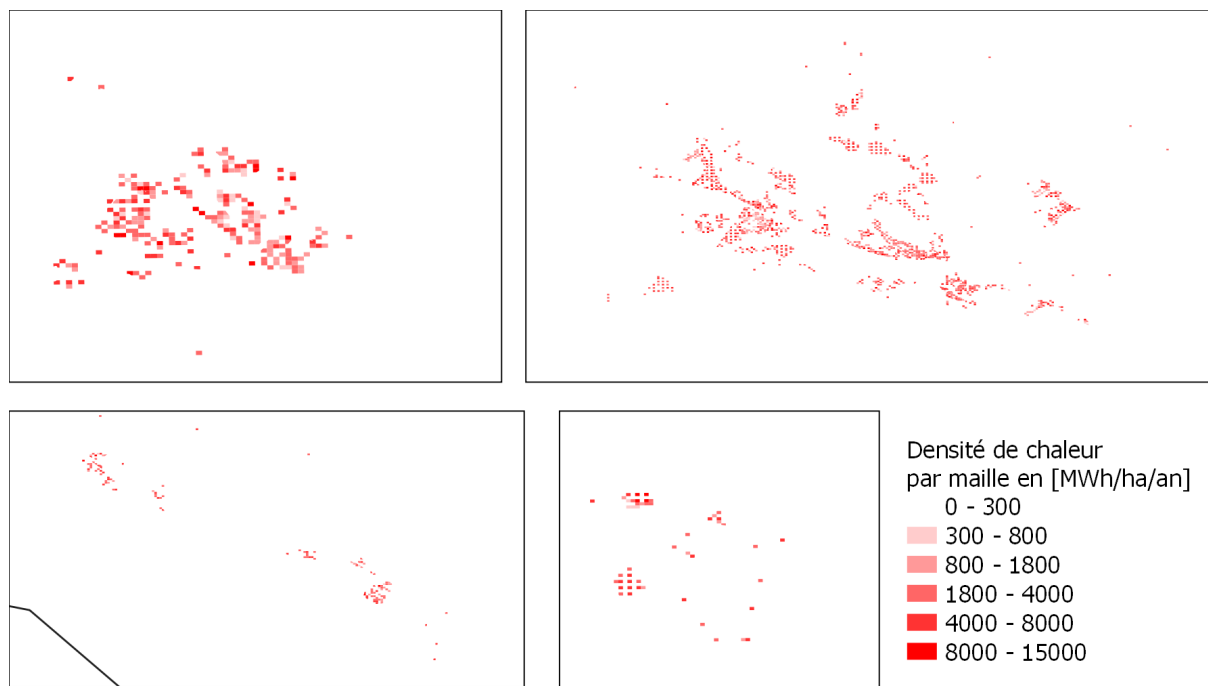 Densité de chaleur
par maille en [MWh/ha/an]
0 - 300
300 - 800
800 - 1800
1800 - 4000
4000 - 8000
8000 - 15000